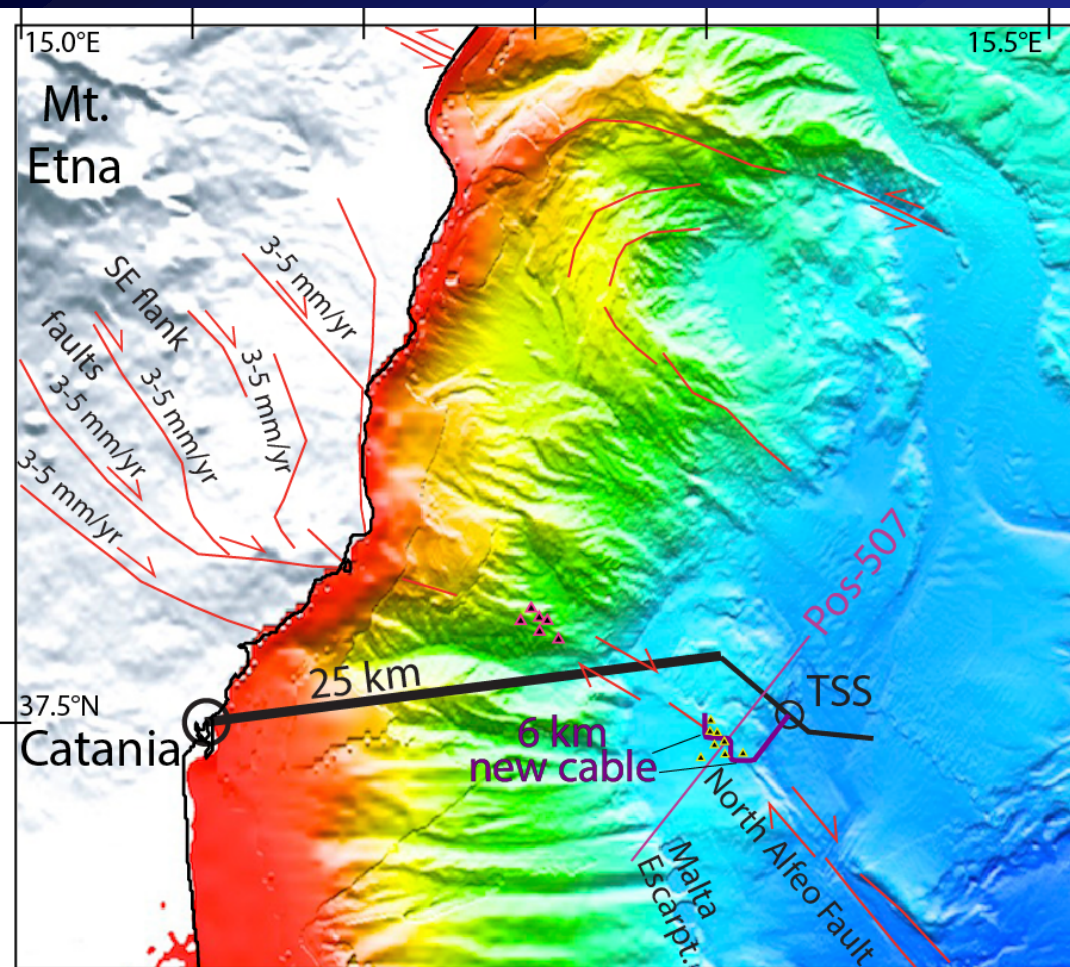 15.0°E
15.5°E
Mt.
Etna
3-5 mm/yr
SE flank
faults
3-5 mm/yr
3-5 mm/yr
3-5 mm/yr
3-5 mm/yr
Pos-507
25 km
TSS
37.5°N
Catania
6 km
new cable
North Alfeo Fault
Malta
Escarpt.